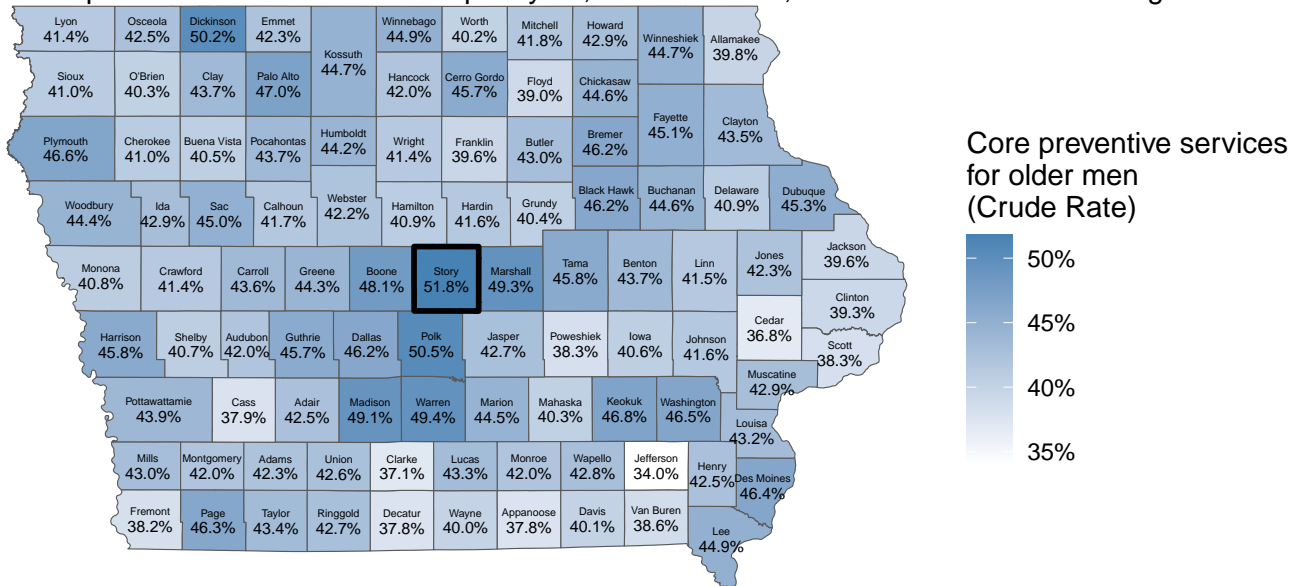 Lyon
41.4%
Osceola
42.5%
Dickinson
50.2%
Emmet
42.3%
Kossuth
44.7%
Winnebago
44.9%
Worth
40.2%
Mitchell
41.8%
Howard
42.9%
Winneshiek
44.7%
Allamakee
39.8%
Sioux
41.0%
O'Brien
40.3%
Clay
43.7%
Palo Alto
47.0%
Hancock
42.0%
Cerro Gordo
45.7%
Floyd
39.0%
Chickasaw
44.6%
Fayette
45.1%
Clayton
43.5%
Plymouth
46.6%
Cherokee
41.0%
Buena Vista
40.5%
Pocahontas
43.7%
Humboldt
44.2%
Wright
41.4%
Franklin
39.6%
Butler
43.0%
Bremer
46.2%
Woodbury
44.4%
Ida
42.9%
Sac
45.0%
Calhoun
41.7%
Webster
42.2%
Hamilton
40.9%
Hardin
41.6%
Grundy
40.4%
Black Hawk
46.2%
Buchanan
44.6%
Delaware
40.9%
Dubuque
45.3%
Monona
40.8%
Crawford
41.4%
Carroll
43.6%
Greene
44.3%
Boone
48.1%
Story
51.8%
Marshall
49.3%
Tama
45.8%
Benton
43.7%
Linn
41.5%
Jones
42.3%
Jackson
39.6%
Clinton
39.3%
Cedar
36.8%
Scott
38.3%
Harrison
45.8%
Shelby
40.7%
Audubon
42.0%
Guthrie
45.7%
Dallas
46.2%
Polk
50.5%
Jasper
42.7%
Poweshiek
38.3%
Iowa
40.6%
Johnson
41.6%
Muscatine
42.9%
Pottawattamie
43.9%
Cass
37.9%
Adair
42.5%
Madison
49.1%
Warren
49.4%
Marion
44.5%
Mahaska
40.3%
Keokuk
46.8%
Washington
46.5%
Louisa
43.2%
Mills
43.0%
Montgomery
42.0%
Adams
42.3%
Union
42.6%
Clarke
37.1%
Lucas
43.3%
Monroe
42.0%
Wapello
42.8%
Jefferson
34.0%
Henry
42.5%
Des Moines
46.4%
Fremont
38.2%
Page
46.3%
Taylor
43.4%
Ringgold
42.7%
Decatur
37.8%
Wayne
40.0%
Appanoose
37.8%
Davis
40.1%
Van Buren
38.6%
Lee
44.9%
Core preventive services
for older men
(Crude Rate)
50%
45%
40%
35%